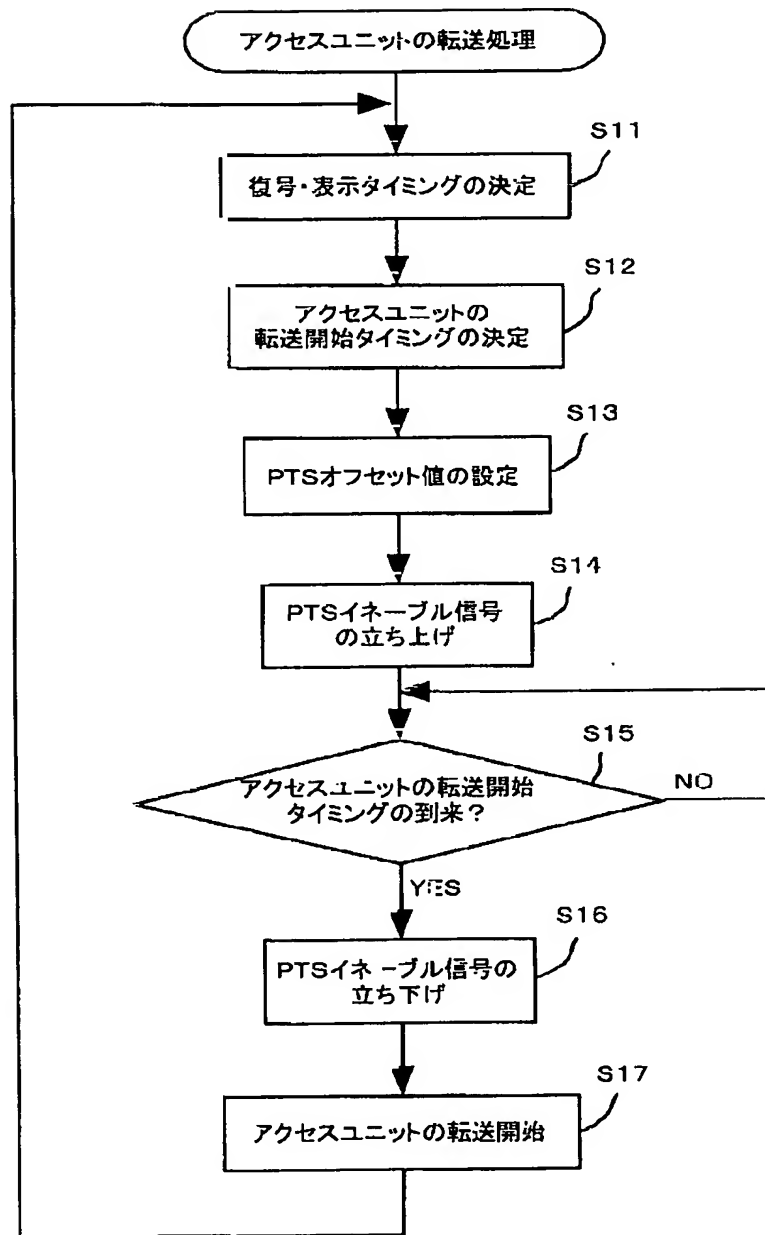 アクセスユニットの転送処理
S11
復号・表示タイミングの決定
S12
アクセスユニットの
転送開始タイミングの決定
S13
PTSオフセット値の設定
S14
PTSイネーブル信号
の立ち上げ
S15
アクセスユニットの転送開始
タイミングの到来？
NO
YES
S16
PTSイネーブル信号の
立ち下げ
S17
アクセスユニットの転送開始